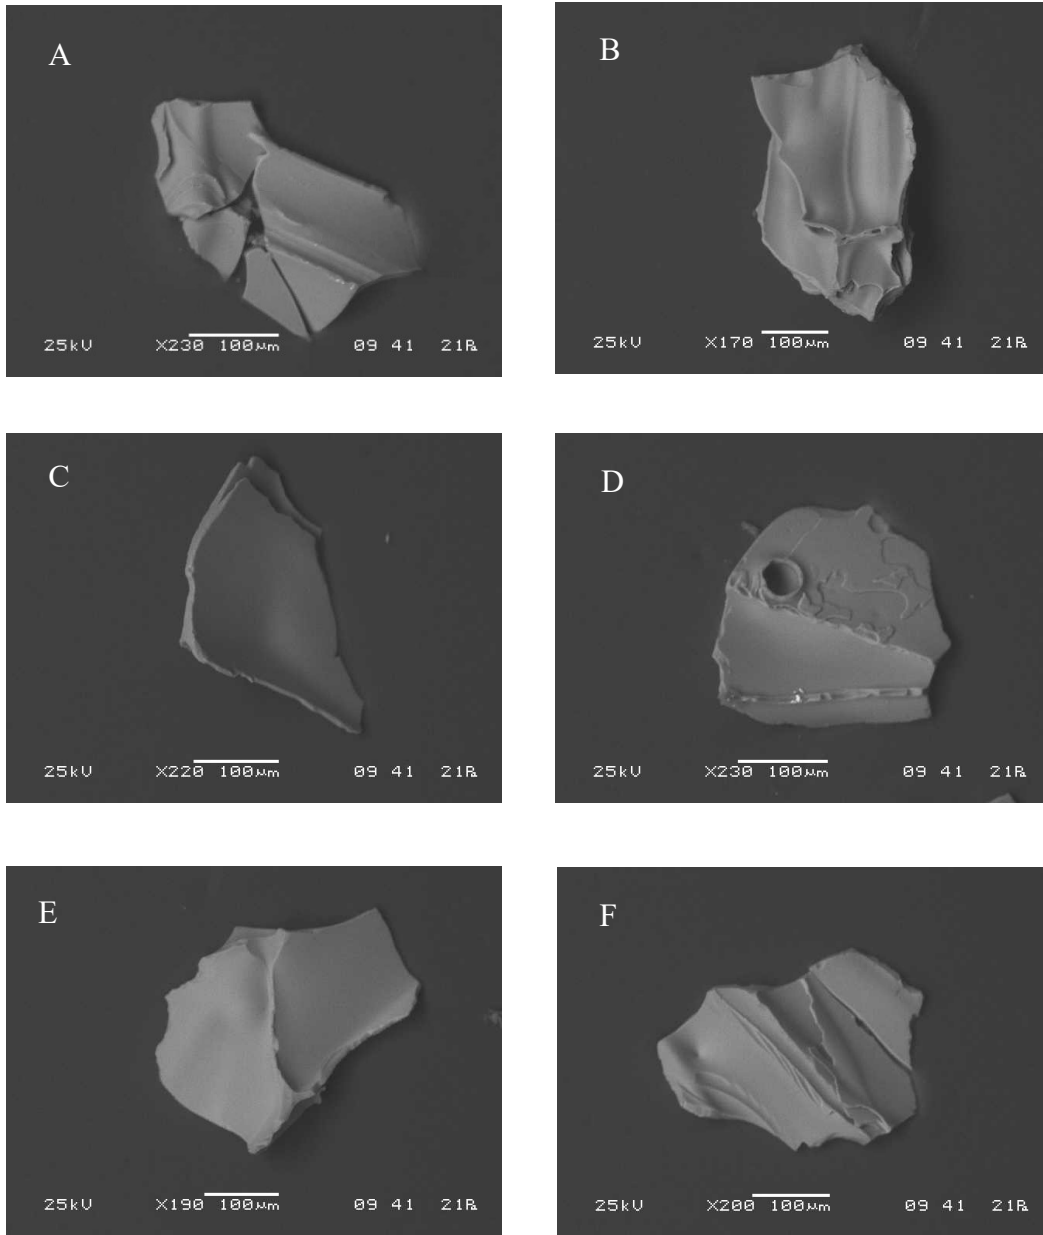 A
25kV X230 100µm 09 41 21R
B
25kV X170 100µm 09 41 21R
C
25kV X220 100µm 09 41 21R
D
25kV X230 100µm 09 41 21R
E
25kV X190 100µm 09 41 21R
F
25kV X200 100µm 09 41 21R